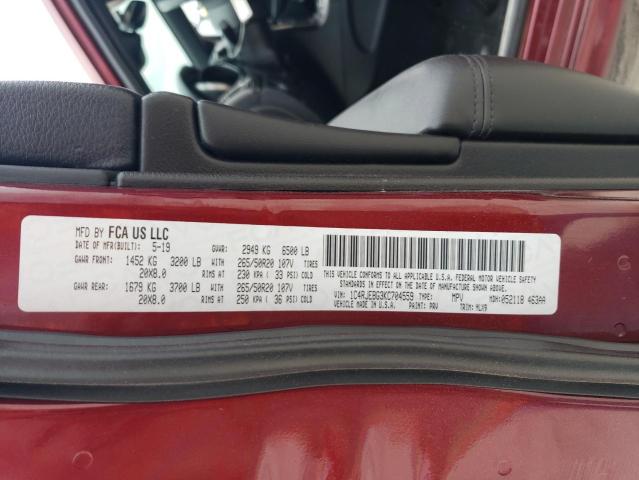 MFD BY FCA US LLC
DATE OF MFR(BUILT): 5-19 GVWR: 2949 KG 6500 LB
GAWR FRONT: 1452 KG 3200 LB WITH 265/50R20 107V TIRES
20X8.0 RIMS AT 230 KPA ( 33 PSI) COLD
GAWR REAR: 1679 KG 3700 LB WITH 265/50R20 107V TIRES
20X8.0 RIMS AT 250 KPA ( 36 PSI) COLD
THIS VEHICLE CONFORMS TO ALL APPLICABLE U.S.A. FEDERAL MOTOR VEHICLE SAFETY
STANDARDS IN EFFECT ON THE DATE OF MANUFACTURE SHOWN ABOVE.
VIN: 1C4RJEBG3KC704559 TYPE: MPV MDH: 052118 463AA
VEHICLE MADE IN U.S.A. PAINT: PRV TRIM: MLX9